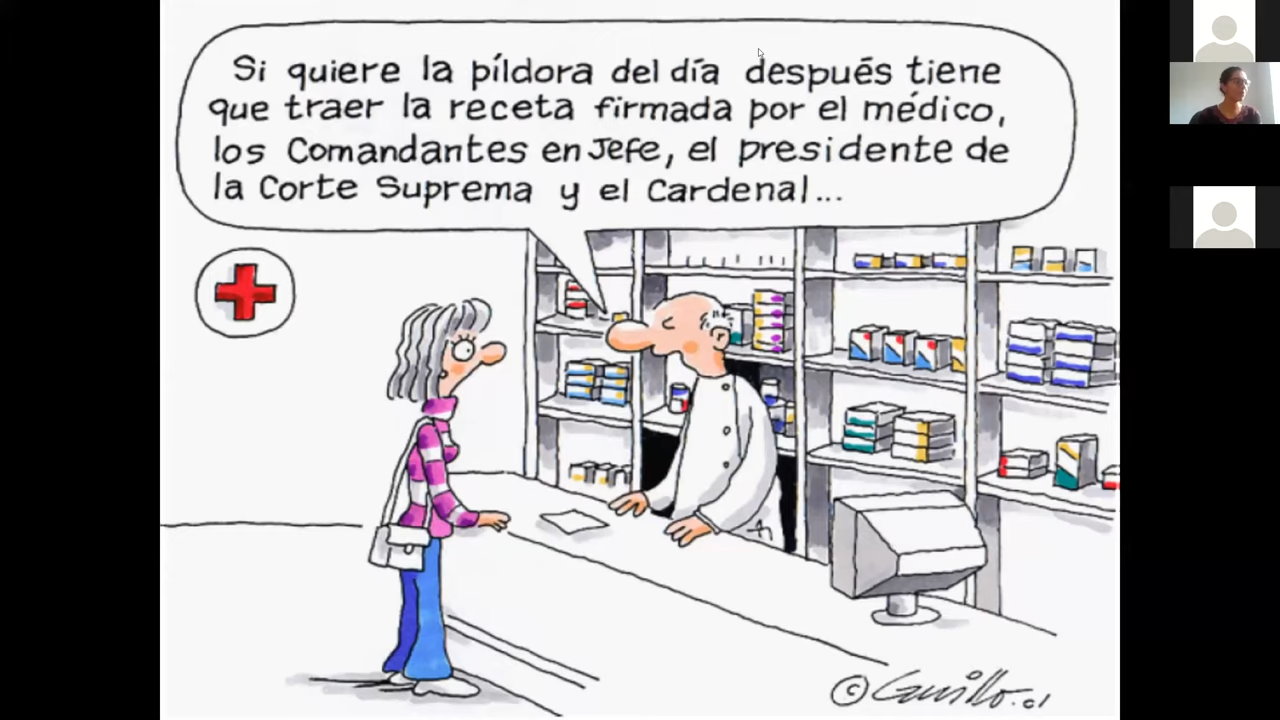 Si quiere la píldora del día después tiene
que traer la receta firmada por el médico,
los Comandantes en Jefe, el presidente de
la Corte Suprema y el Cardenal...
© Guillo.cl